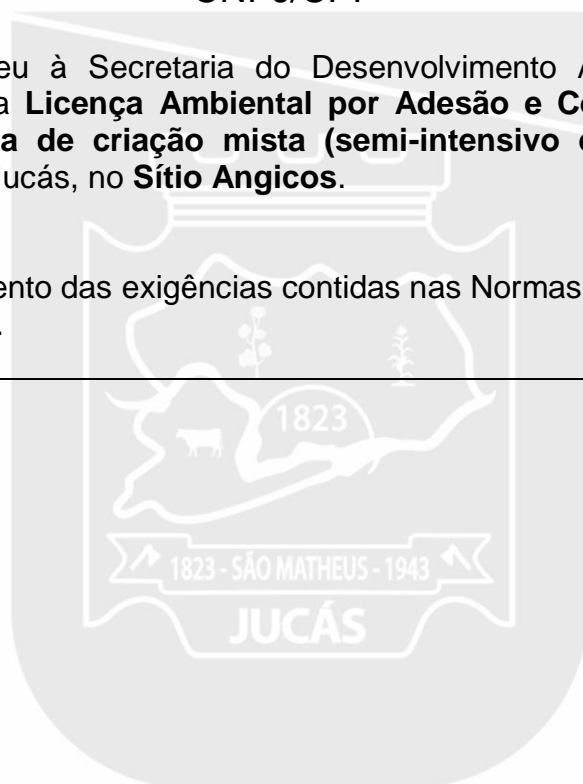 eu à Secretaria do Desenvolvimento
a Licença Ambiental por Adesão e
a de criação mista (semi-intensivo
ucás, no Sítio Angicos.
ento das exigências contidas nas Normas
.
1823
1823 - SÃO MATHEUS - 1943
JUCÁS